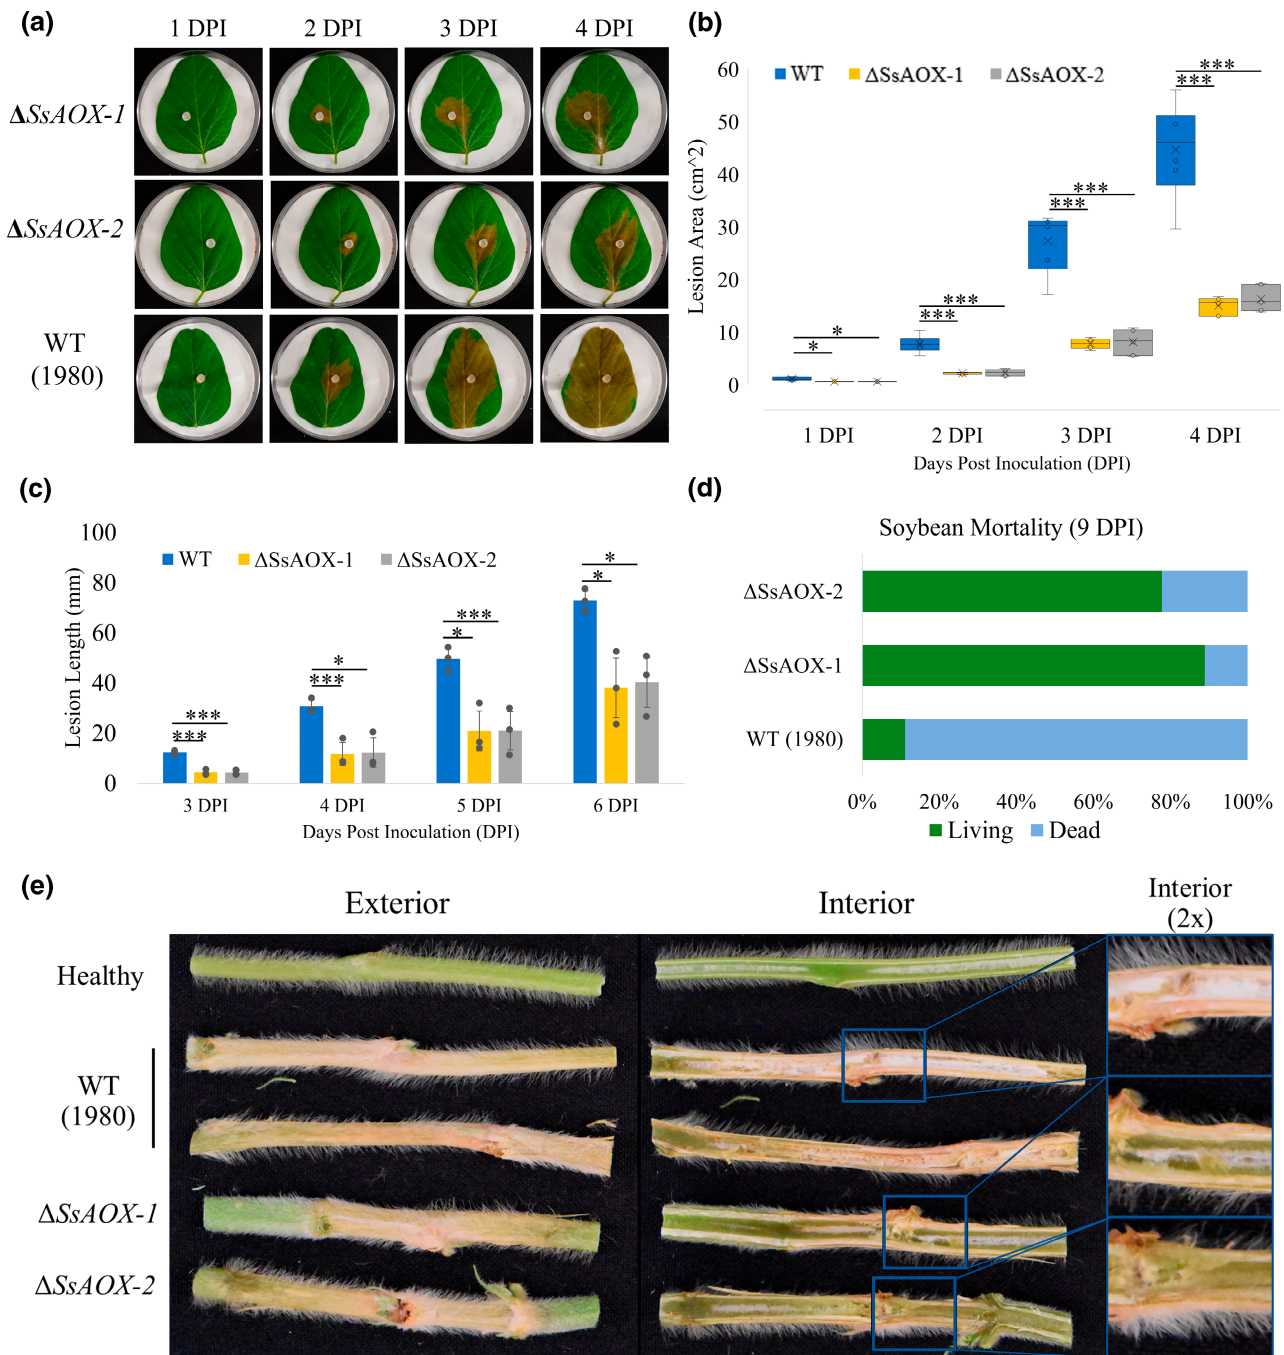 (a)
1 DPI 2 DPI 3 DPI 4 DPI
ΔSsAOX-1
ΔSsAOX-2
WT
(1980)
(b)
WT ΔSsAOX-1 ΔSsAOX-2
Lesion Area (cm^2)
60
50
40
30
20
10
0
* *
*** ***
*** ***
*** ***
1 DPI 2 DPI 3 DPI 4 DPI
Days Post Inoculation (DPI)
(c)
WT ΔSsAOX-1 ΔSsAOX-2
Lesion Length (mm)
100
80
60
40
20
0
*** ***
*** *
* ***
* *
3 DPI 4 DPI 5 DPI 6 DPI
Days Post Inoculation (DPI)
(d)
Soybean Mortality (9 DPI)
ΔSsAOX-2
ΔSsAOX-1
WT (1980)
0% 20% 40% 60% 80% 100%
Living Dead
(e)
Exterior Interior Interior
(2x)
Healthy
WT
(1980)
ΔSsAOX-1
ΔSsAOX-2